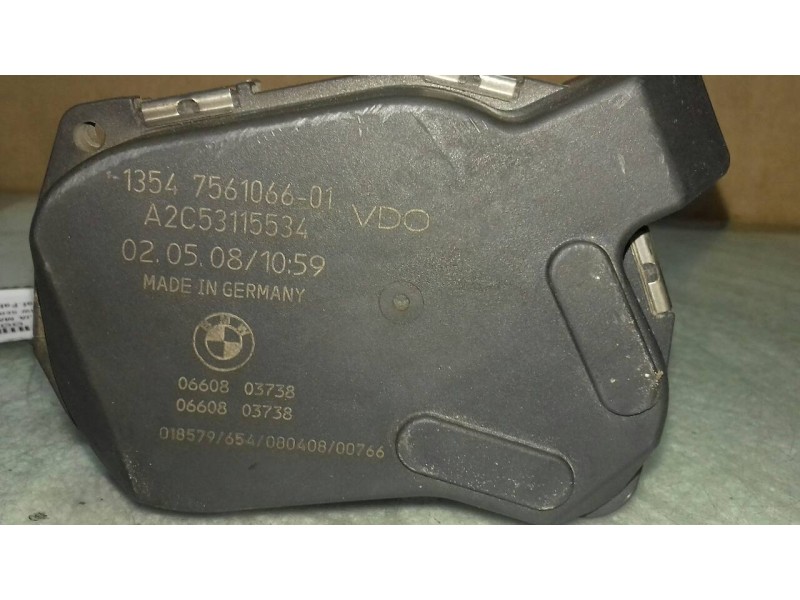 1354 7561066-01
A2C53115534 VDO
02.05.08/10:59
MADE IN GERMANY
BMW
06608 03738
06608 03738
018579/654/080408/00766